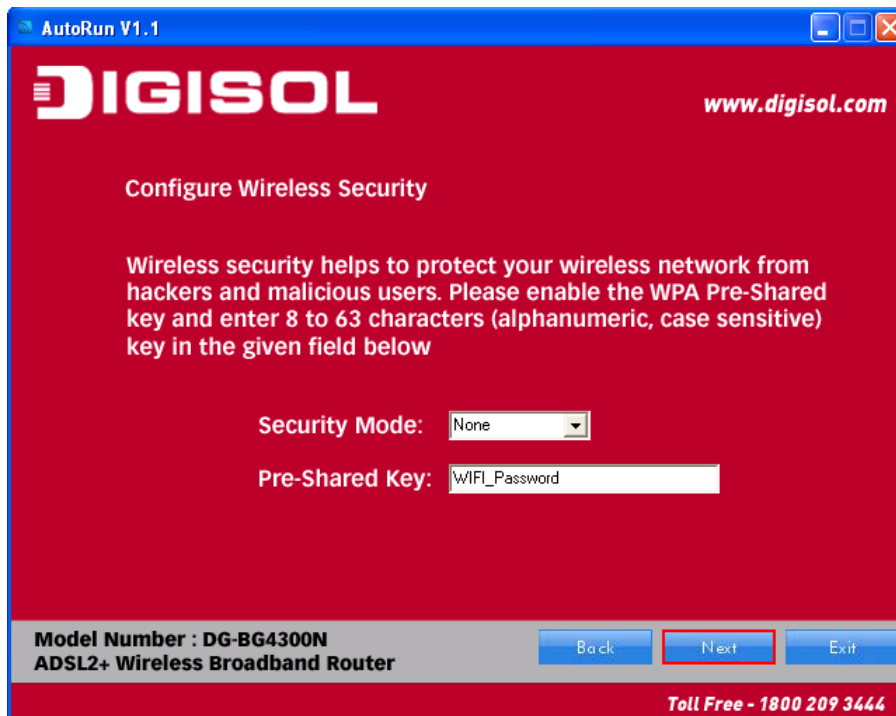 AutoRun V1.1
DIGISOL
www.digisol.com
Configure Wireless Security
Wireless security helps to protect your wireless network from
hackers and malicious users. Please enable the WPA Pre-Shared
key and enter 8 to 63 characters (alphanumeric, case sensitive)
key in the given field below
Security Mode: None
Pre-Shared Key: WIFI_Password
Model Number : DG-BG4300N
ADSL2+ Wireless Broadband Router
Back Next Exit
Toll Free - 1800 209 3444